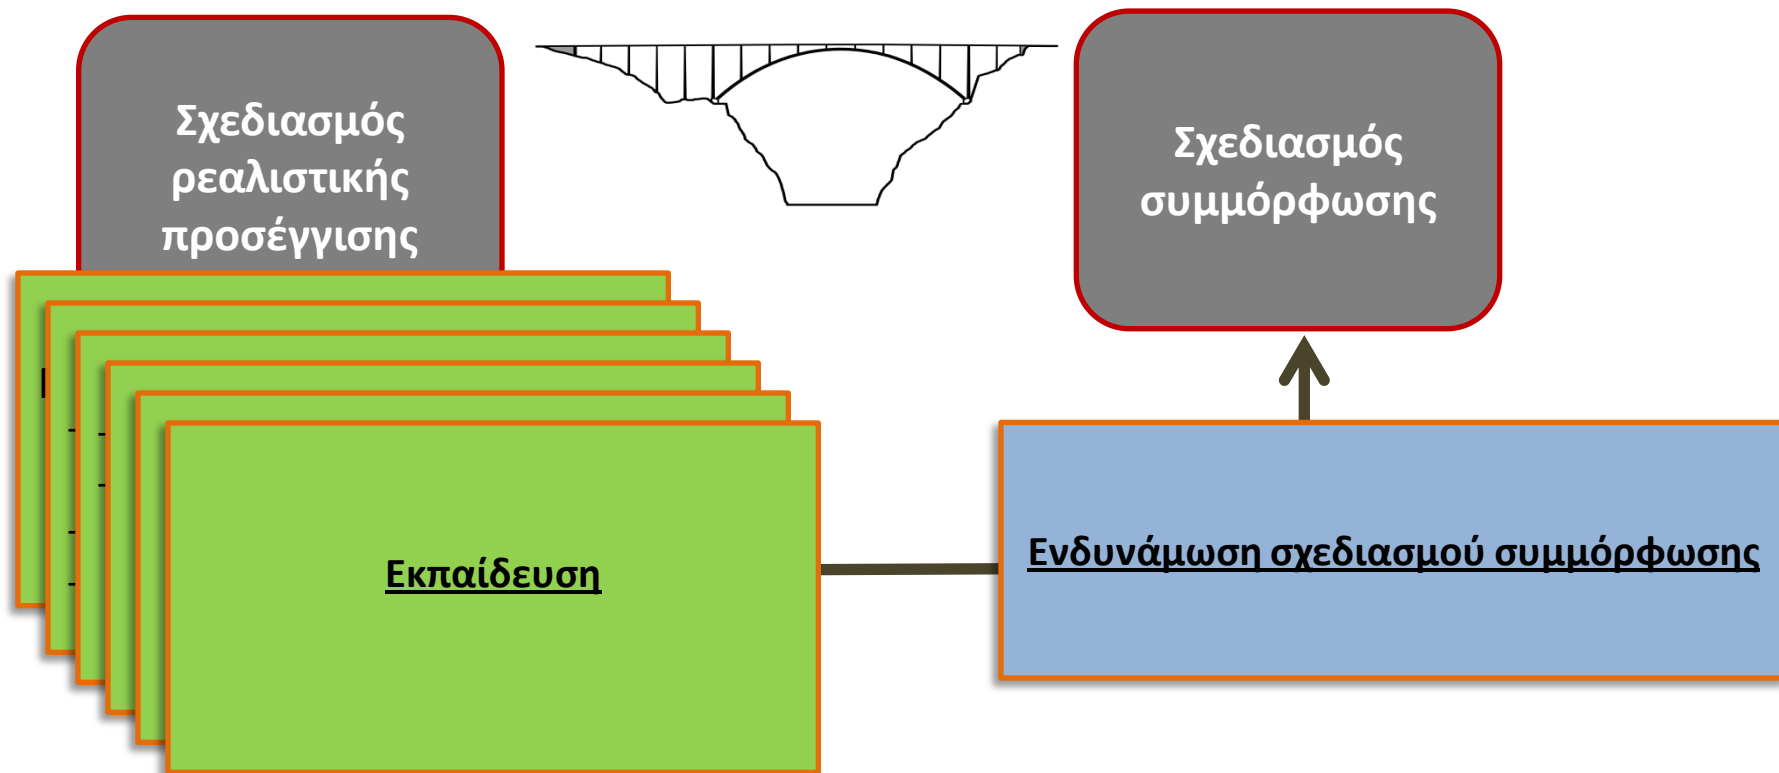 Σχεδιασμός
ρεαλιστικής
προσέγγισης
Σχεδιασμός
συμμόρφωσης
Εκπαίδευση
Ενδυνάμωση σχεδιασμού συμμόρφωσης